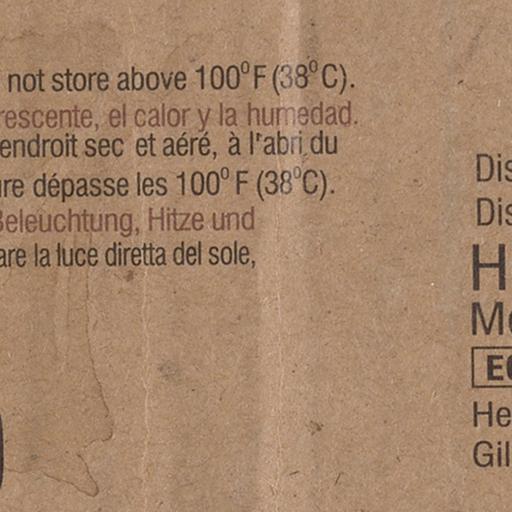 not store above 100°F (38°C).
rescente, el calor y la humedad.
endroit sec et aéré, à l'abri du
ure dépasse les 100° F (38°C).
Beleuchtung, Hitze und
are la luce diretta del sole,
Dis
Dis
H
Me
EC
He
Gil